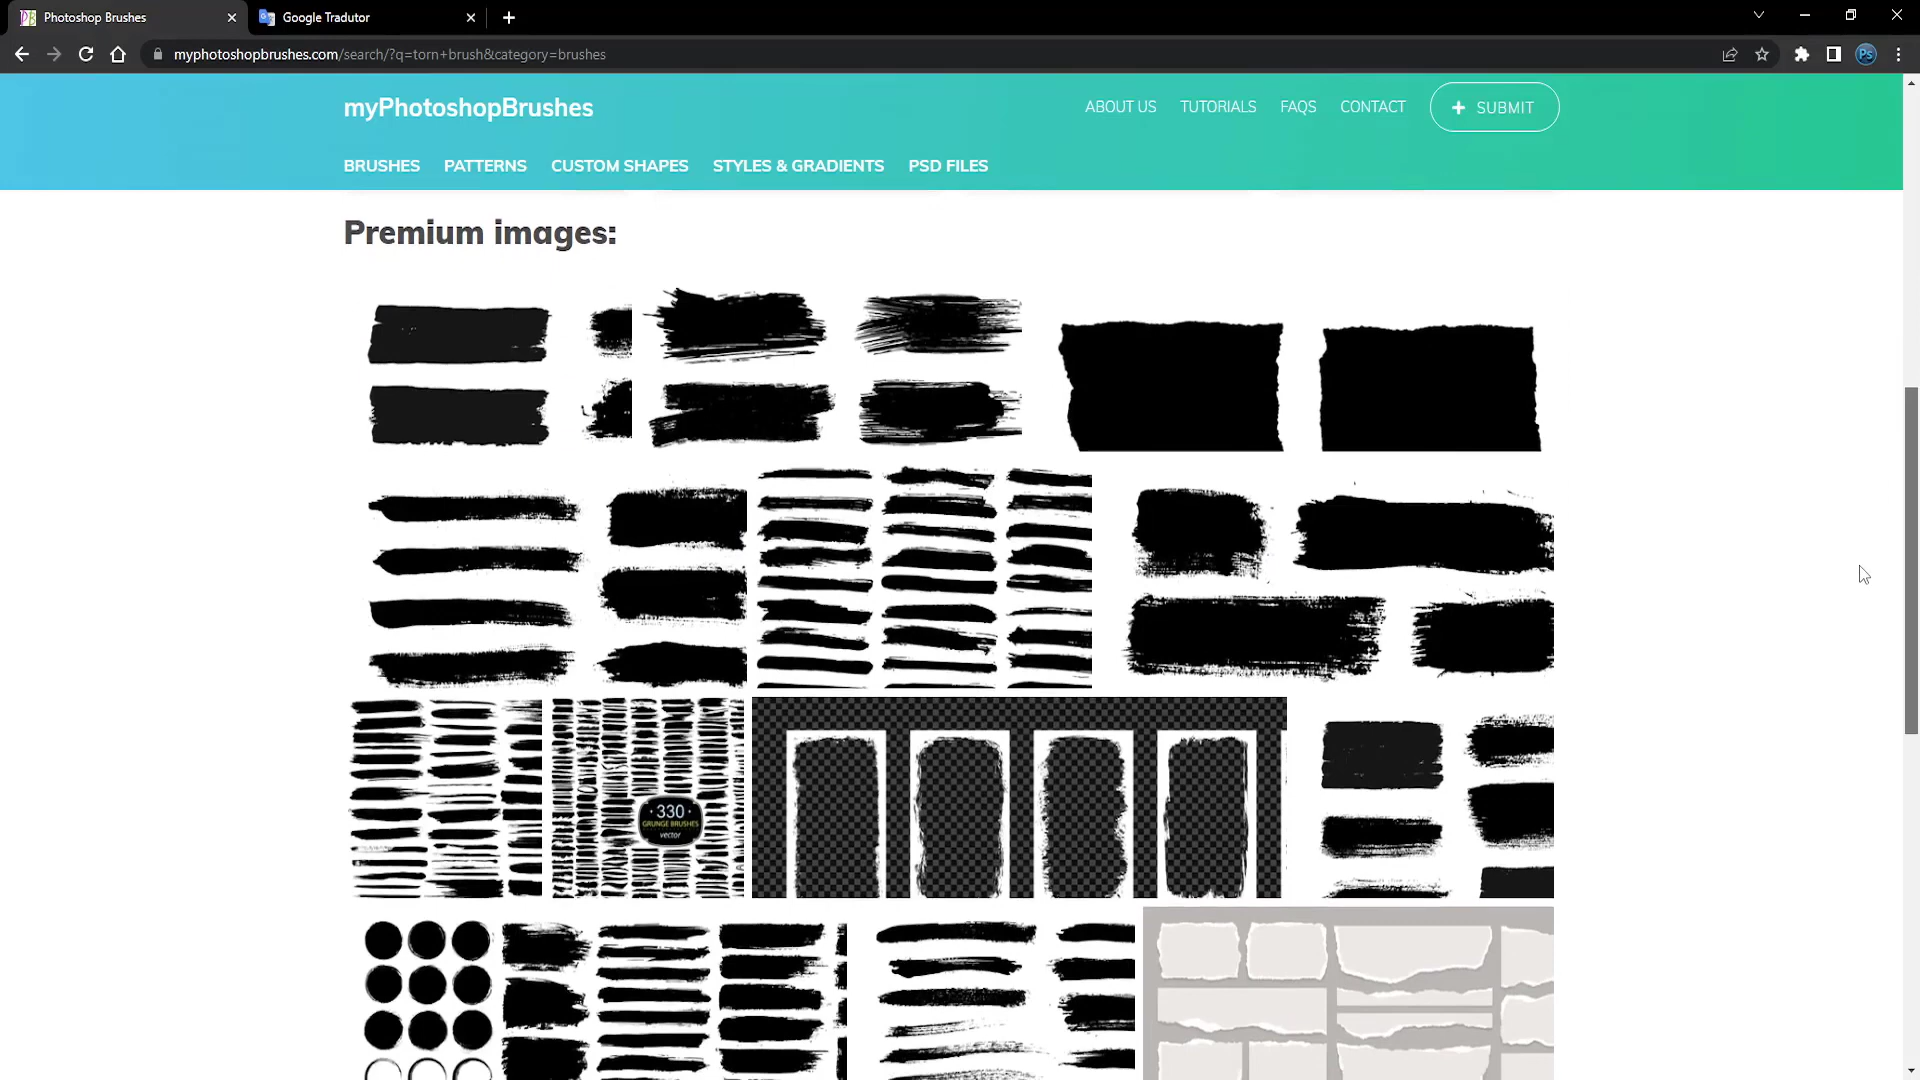 Photoshop Brushes
Google Tradutor
myphotoshopbrushes.com/search/?q=torn+brush&category=brushes
Ps
myPhotoshopBrushes
ABOUT US
TUTORIALS
FAQS
CONTACT
+ SUBMIT
BRUSHES
PATTERNS
CUSTOM SHAPES
STYLES & GRADIENTS
PSD FILES
Premium images:
330
GRUNGE BRUSHES
vector